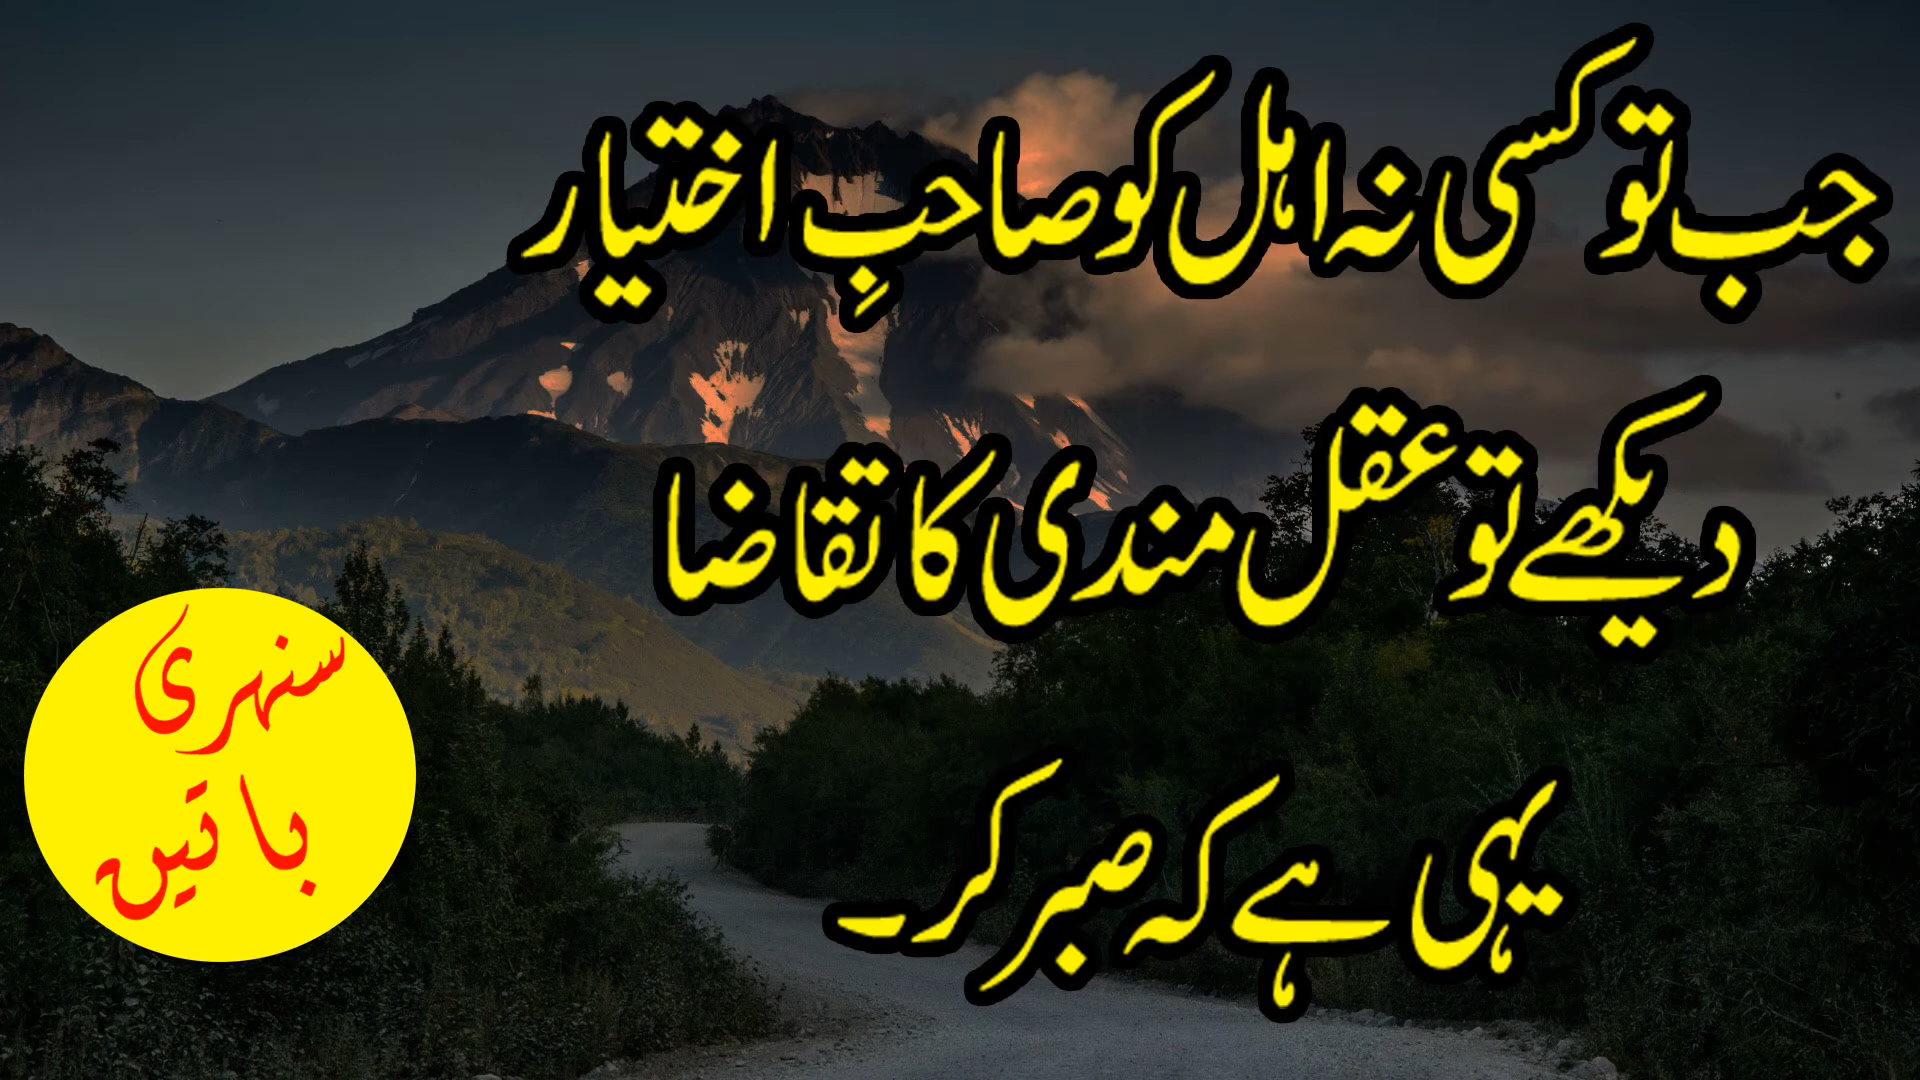 جب تو کسی نہ اہل کو صاحبِ اختیار
دیکھے تو عقل مندی کا تقاضا
یہی ہے کہ صبر کر۔
سنہری
باتیں